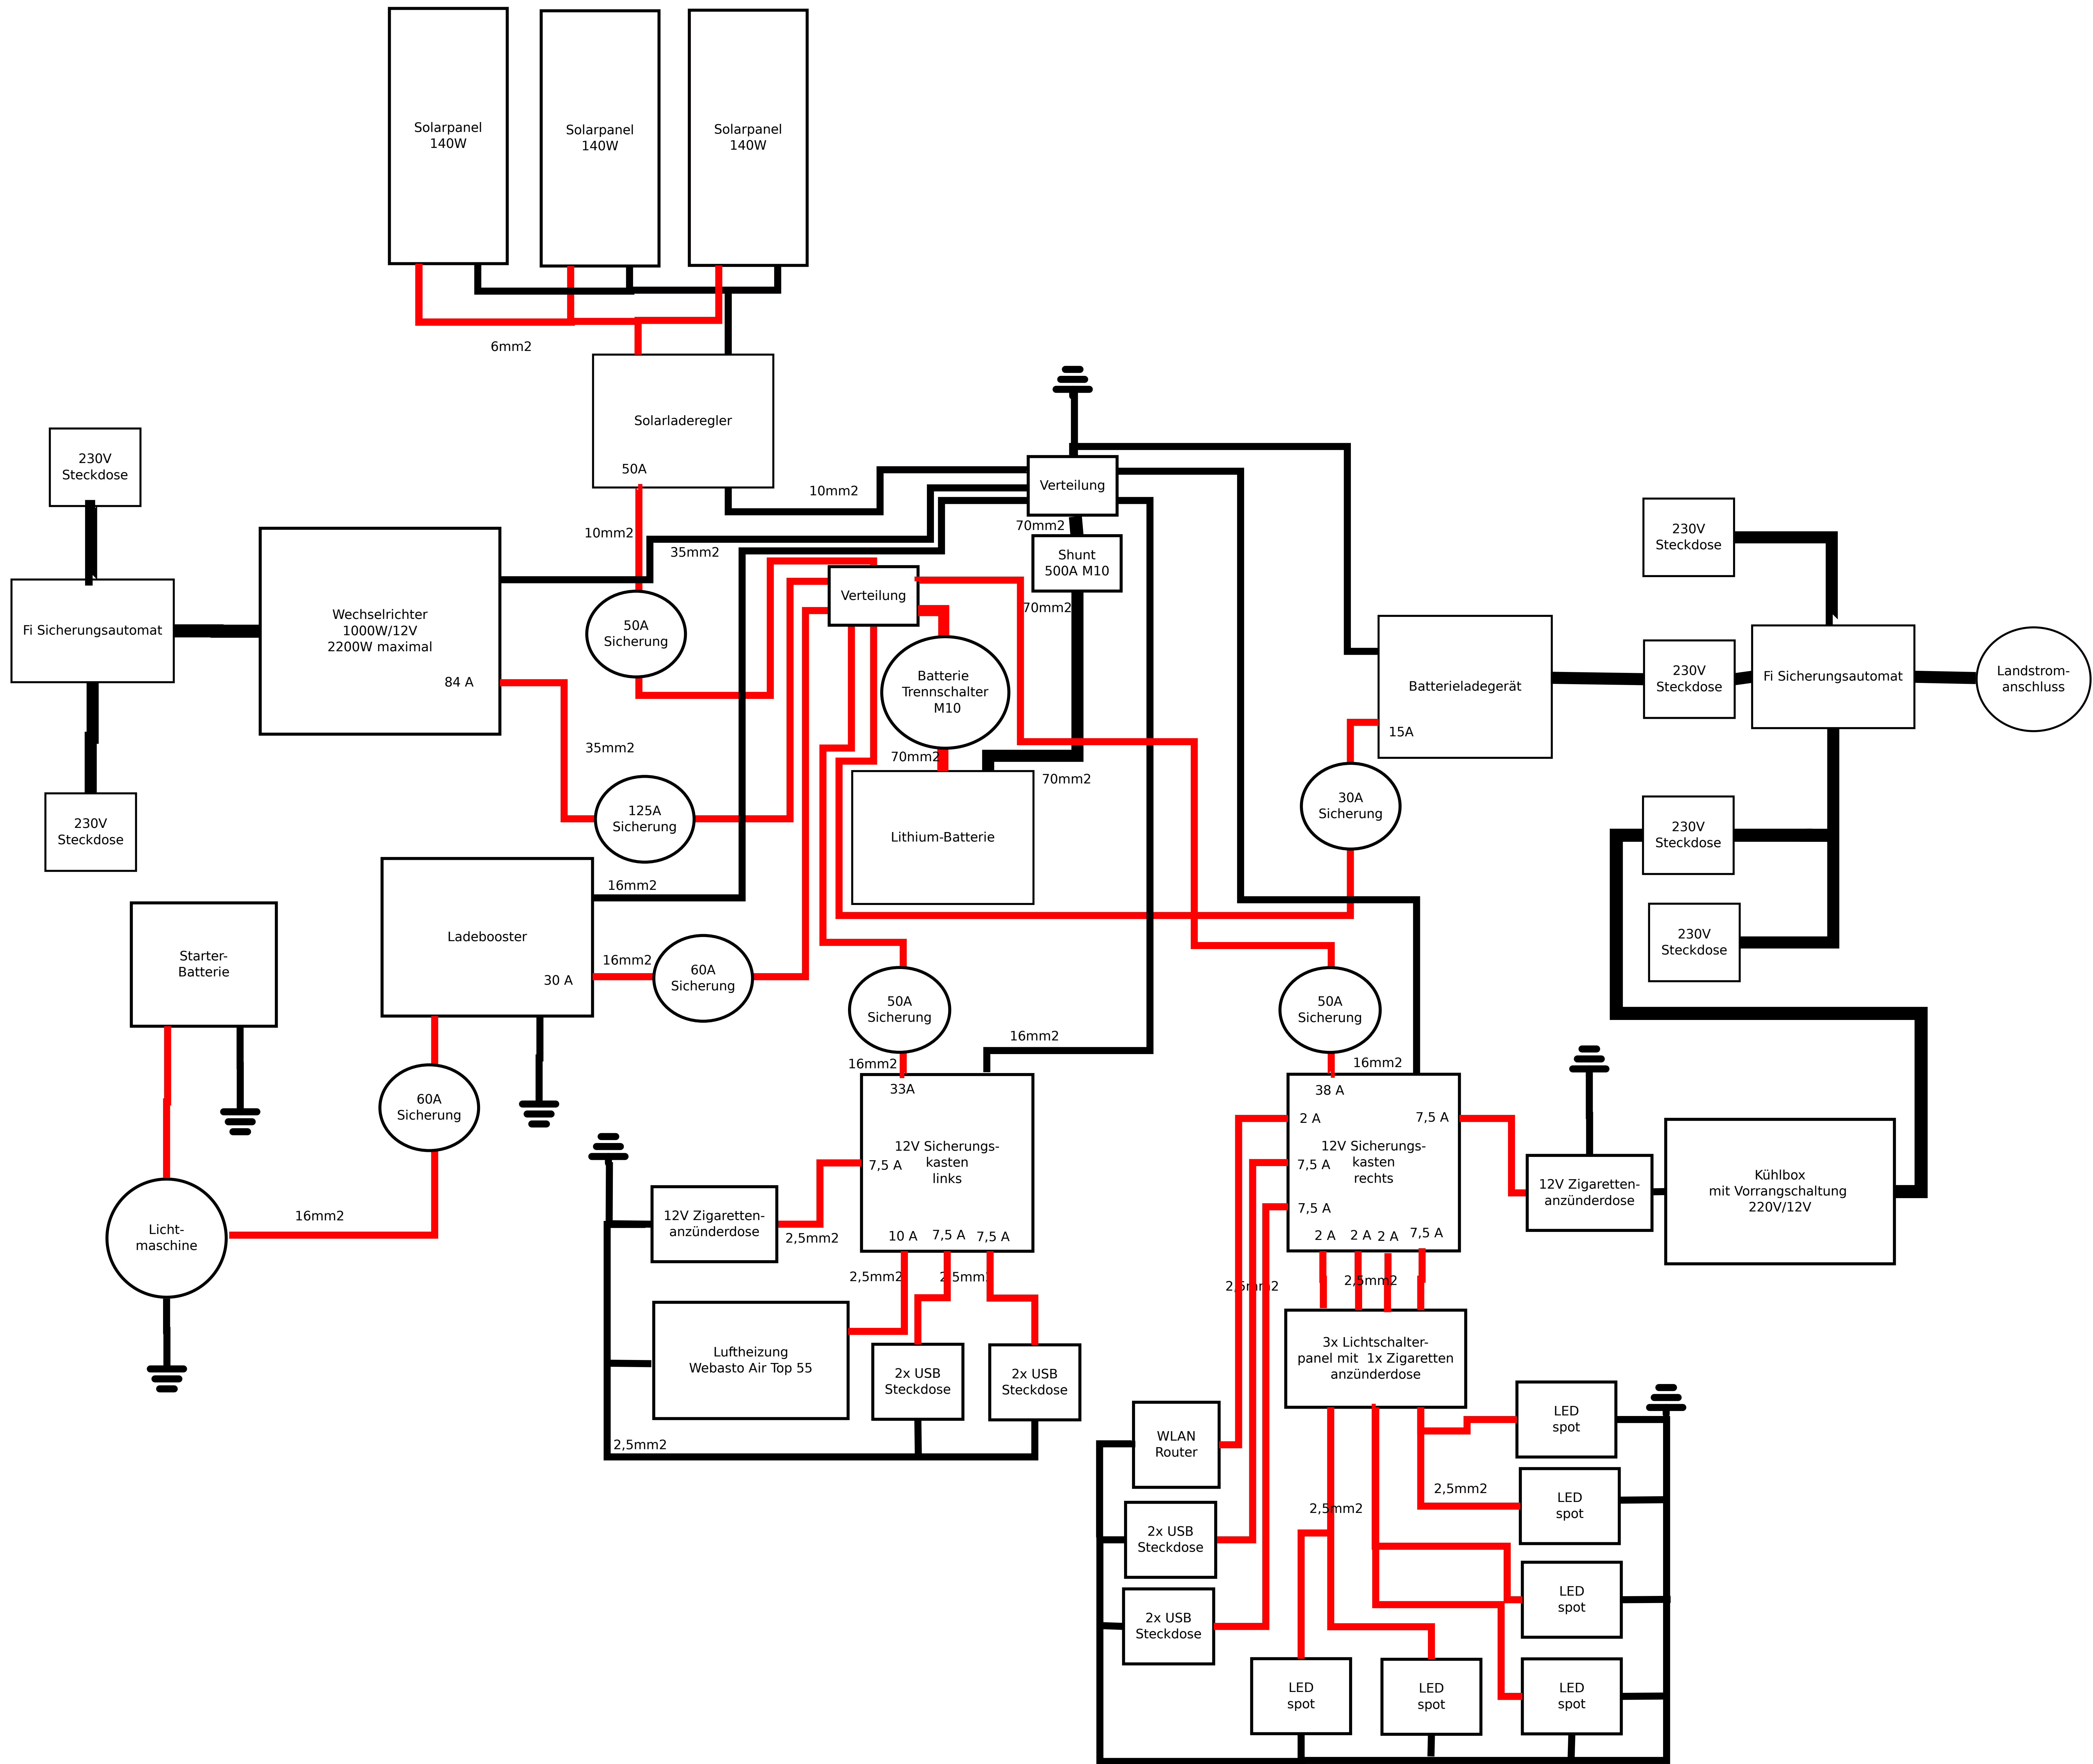 Solarpanel
140W
Solarpanel
140W
Solarpanel
140W
6mm2
Solarladeregler
50A
230V
Steckdose
10mm2
Verteilung
10mm2
70mm2
35mm2
Shunt
500A M10
230V
Steckdose
Fi Sicherungsautomat
Wechselrichter
1000W/12V
2200W maximal
84 A
50A
Sicherung
Verteilung
70mm2
Batterie
Trennschalter
M10
Batterieladegerät
15A
230V
Steckdose
Fi Sicherungsautomat
Landstrom-
anschluss
35mm2
70mm2
70mm2
230V
Steckdose
125A
Sicherung
Lithium-Batterie
30A
Sicherung
230V
Steckdose
16mm2
Starter-
Batterie
Ladebooster
30 A
16mm2
60A
Sicherung
230V
Steckdose
50A
Sicherung
50A
Sicherung
16mm2
16mm2
16mm2
60A
Sicherung
33A
12V Sicherungs-
kasten
links
7,5 A
10 A
7,5 A
7,5 A
38 A
2 A
7,5 A
12V Sicherungs-
kasten
rechts
7,5 A
7,5 A
2 A
2 A
2 A
7,5 A
12V Zigaretten-
anzünderdose
Kühlbox
mit Vorrangschaltung
220V/12V
Licht-
maschine
16mm2
12V Zigaretten-
anzünderdose
2,5mm2
2,5mm2
2,5mm2
2,5mm2
2,5mm2
Luftheizung
Webasto Air Top 55
2x USB
Steckdose
2x USB
Steckdose
3x Lichtschalter-
panel mit  1x Zigaretten
anzünderdose
2,5mm2
WLAN
Router
LED
spot
2,5mm2
2,5mm2
LED
spot
2x USB
Steckdose
LED
spot
2x USB
Steckdose
LED
spot
LED
spot
LED
spot